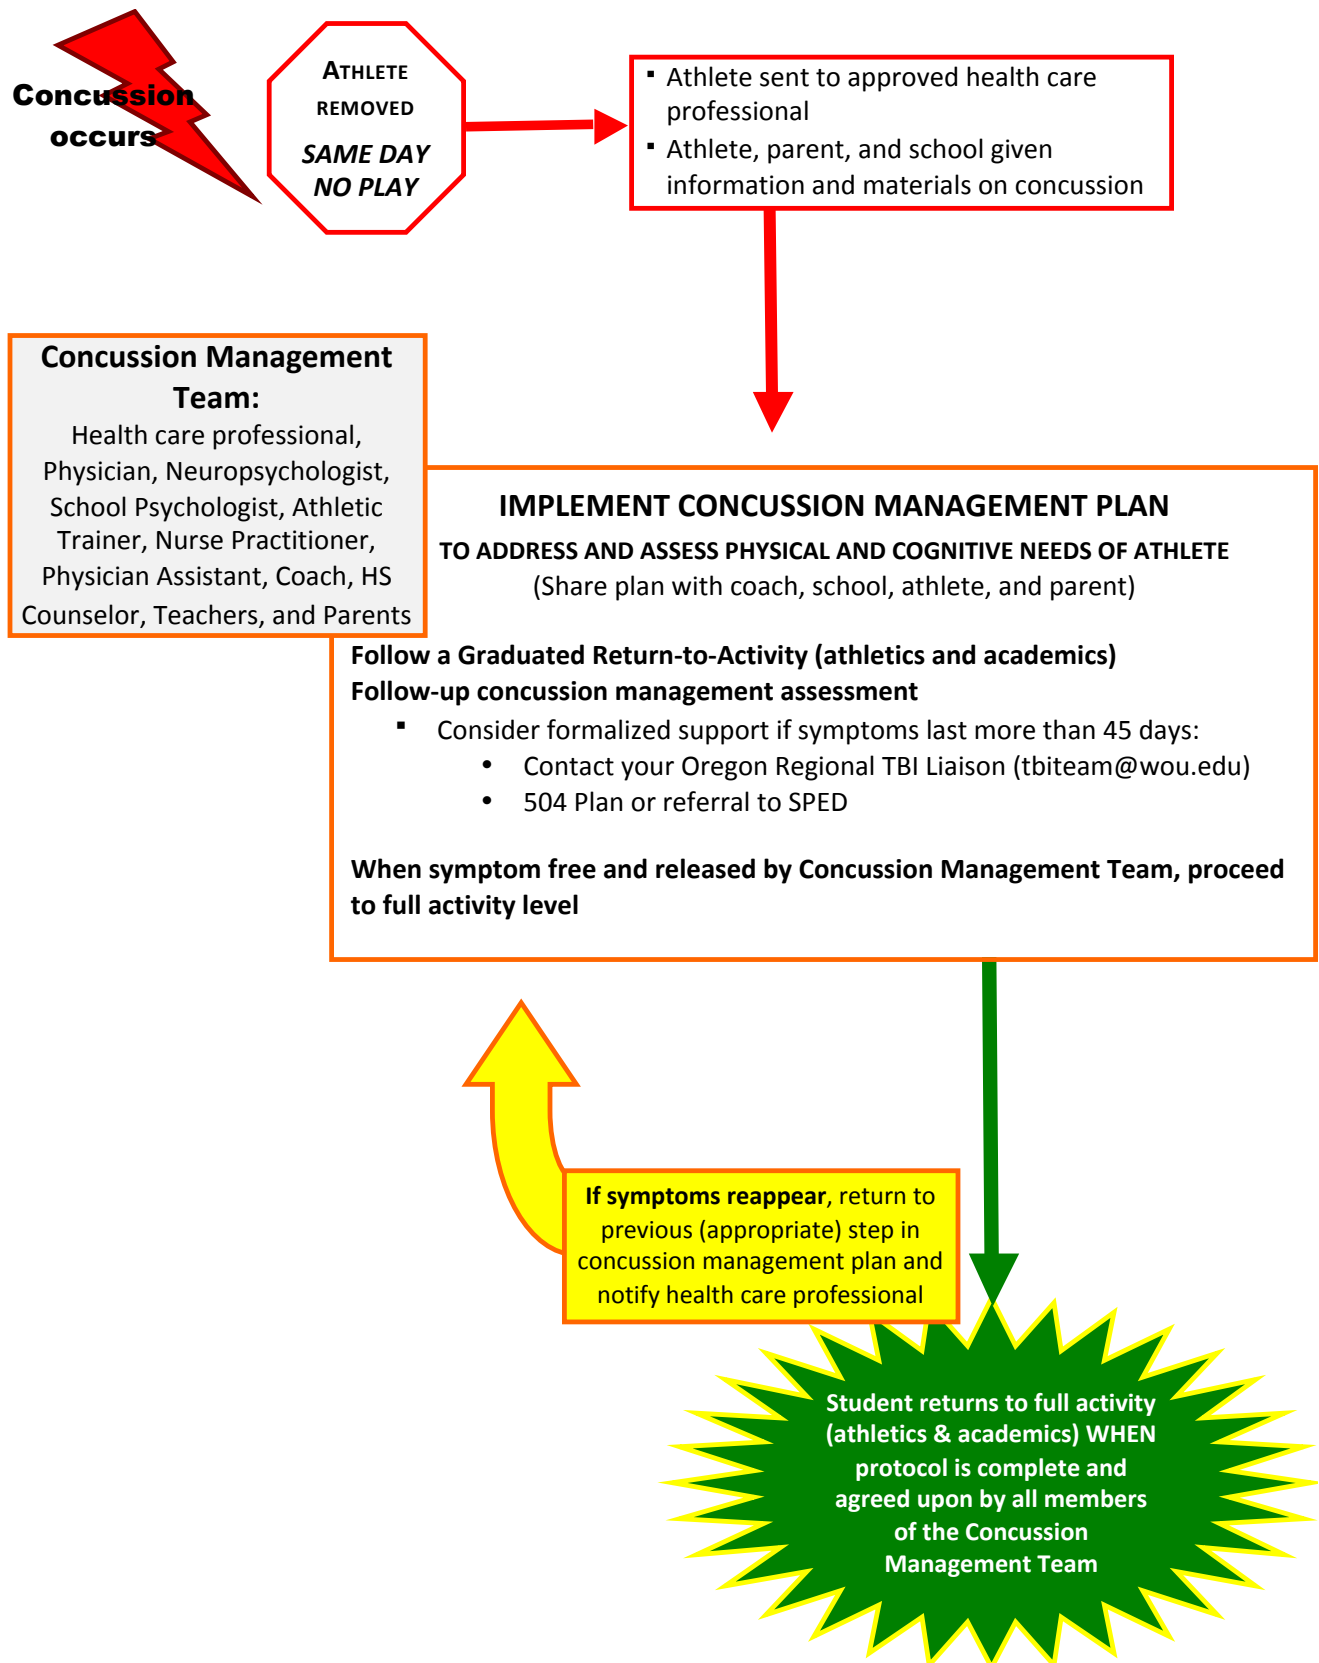 Concussion
occurs
ATHLETE
REMOVED
SAME DAY
NO PLAY
▪ Athlete sent to approved health care
professional
▪ Athlete, parent, and school given
information and materials on concussion
Concussion Management
Team:
Health care professional,
Physician, Neuropsychologist,
School Psychologist, Athletic
Trainer, Nurse Practitioner,
Physician Assistant, Coach, HS
Counselor, Teachers, and Parents
IMPLEMENT CONCUSSION MANAGEMENT PLAN
TO ADDRESS AND ASSESS PHYSICAL AND COGNITIVE NEEDS OF ATHLETE
(Share plan with coach, school, athlete, and parent)
Follow a Graduated Return-to-Activity (athletics and academics)
Follow-up concussion management assessment
▪ Consider formalized support if symptoms last more than 45 days:
• Contact your Oregon Regional TBI Liaison (tbiteam@wou.edu)
• 504 Plan or referral to SPED
When symptom free and released by Concussion Management Team, proceed
to full activity level
If symptoms reappear, return to
previous (appropriate) step in
concussion management plan and
notify health care professional
Student returns to full activity
(athletics & academics) WHEN
protocol is complete and
agreed upon by all members
of the Concussion
Management Team